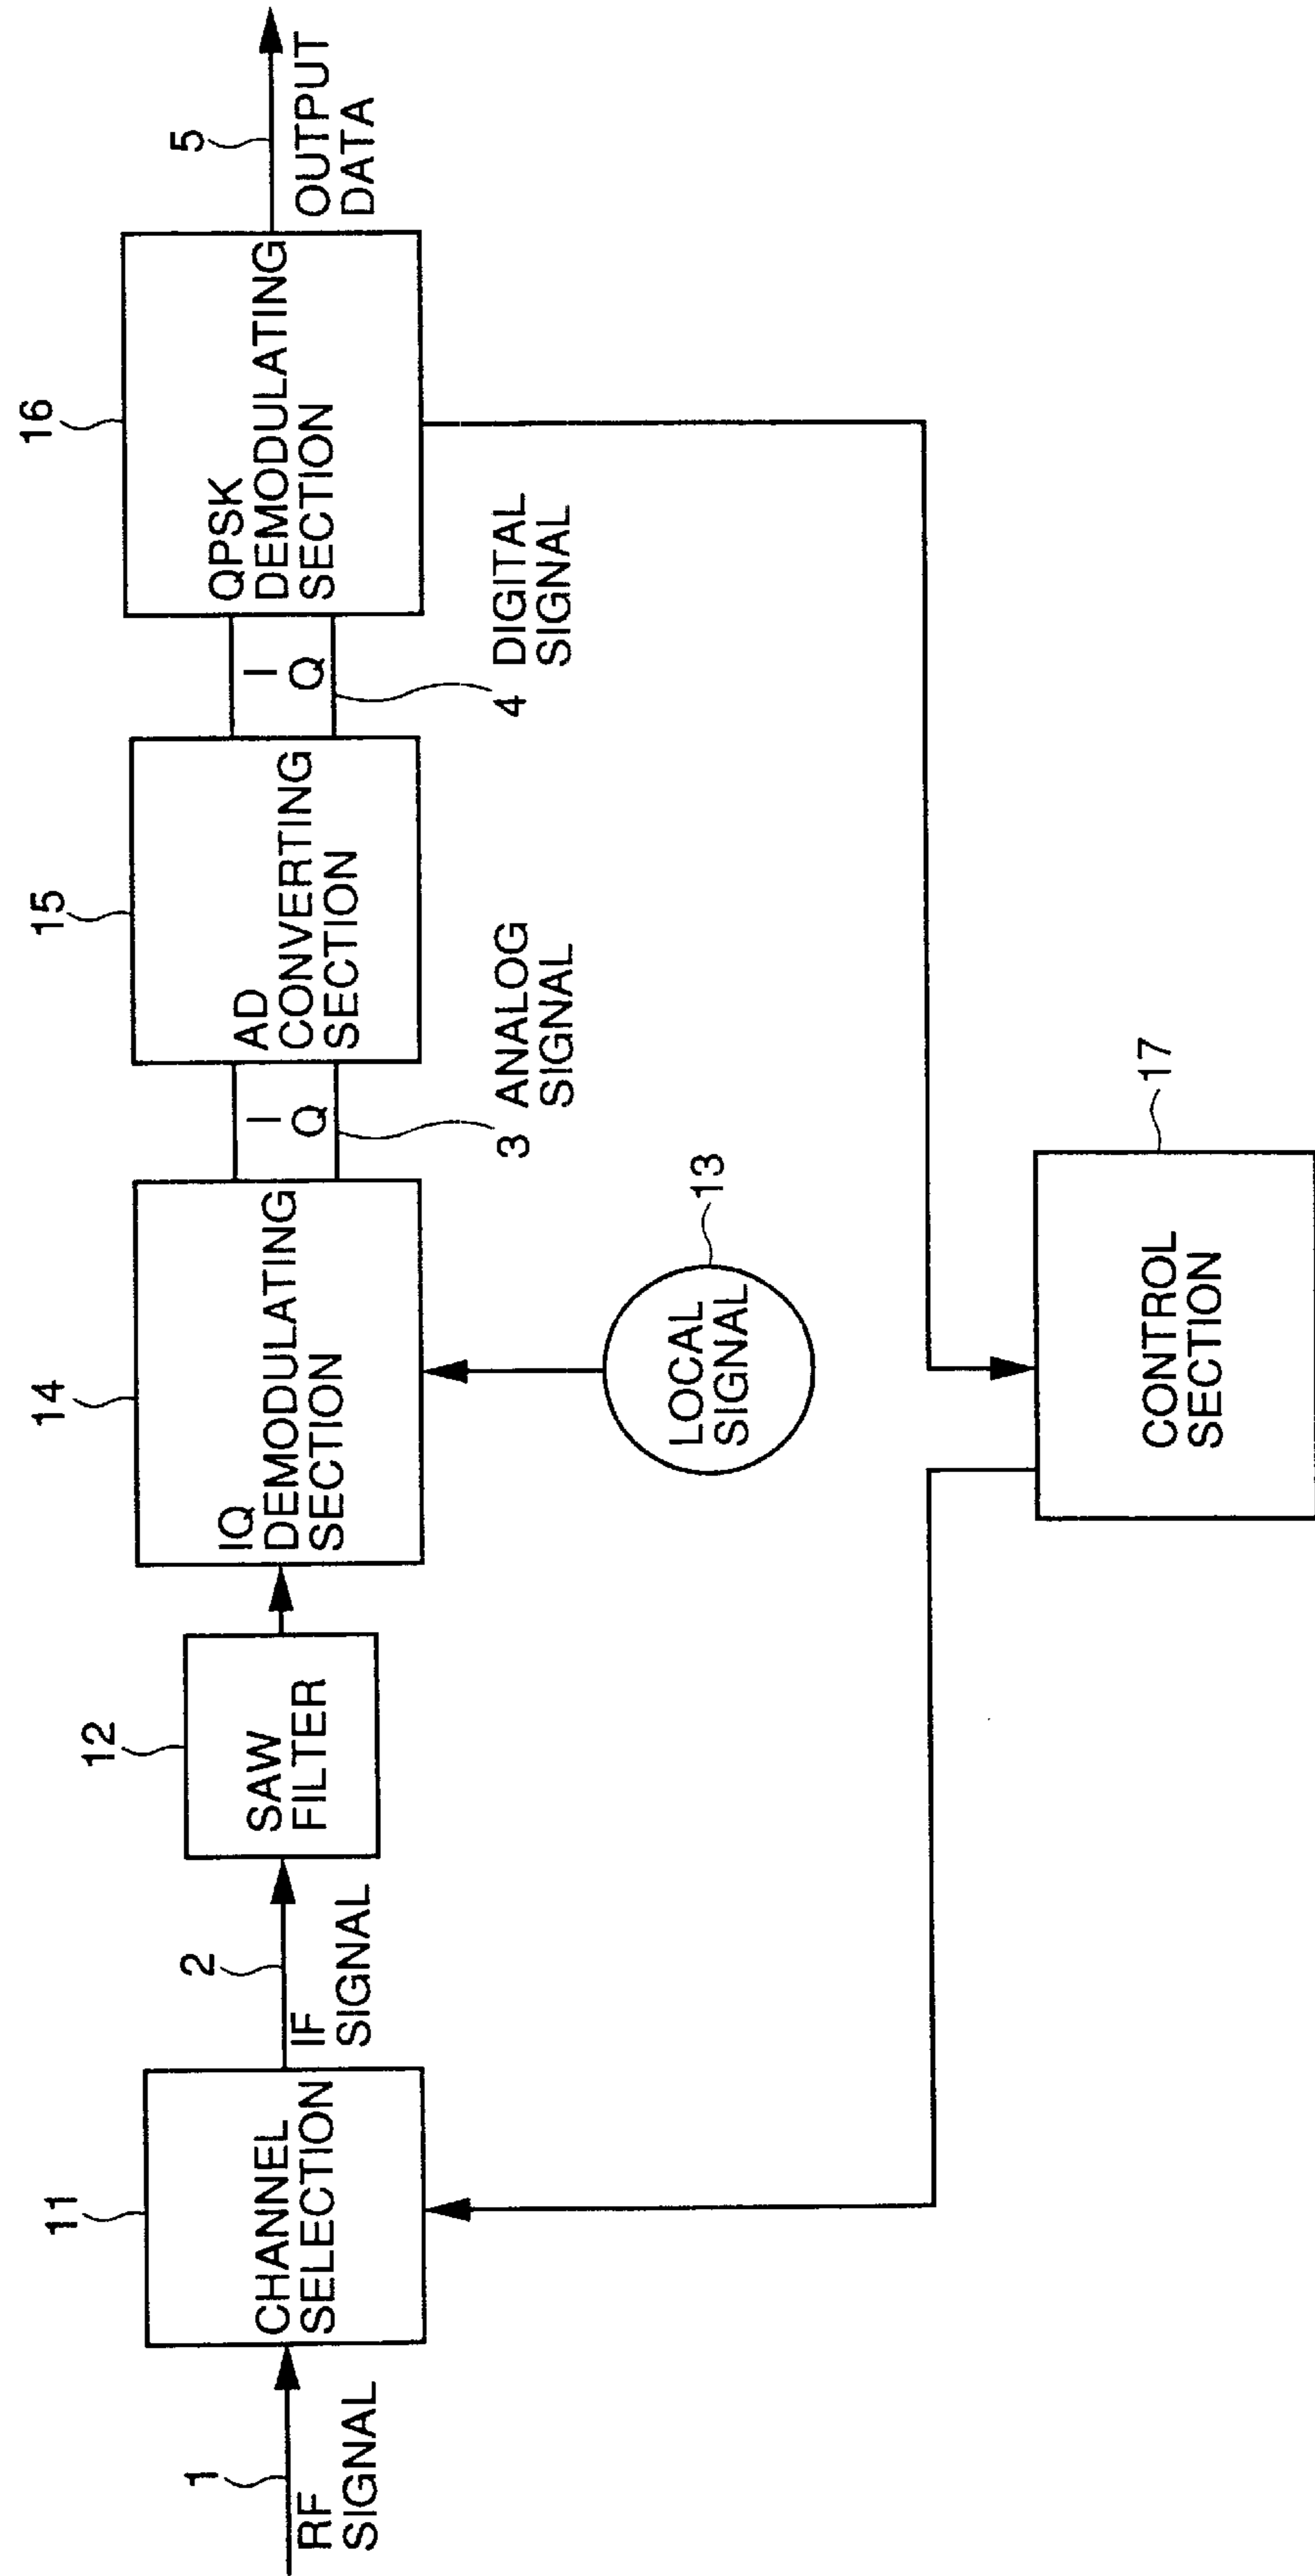 1
RF
SIGNAL
11
CHANNEL
SELECTION
2
IF
SIGNAL
12
SAW
FILTER
14
IQ
DEMODULATING
SECTION
13
LOCAL
SIGNAL
I
Q
3 ANALOG
SIGNAL
15
AD
CONVERTING
SECTION
I
Q
4 DIGITAL
SIGNAL
16
QPSK
DEMODULATING
SECTION
5
OUTPUT
DATA
17
CONTROL
SECTION